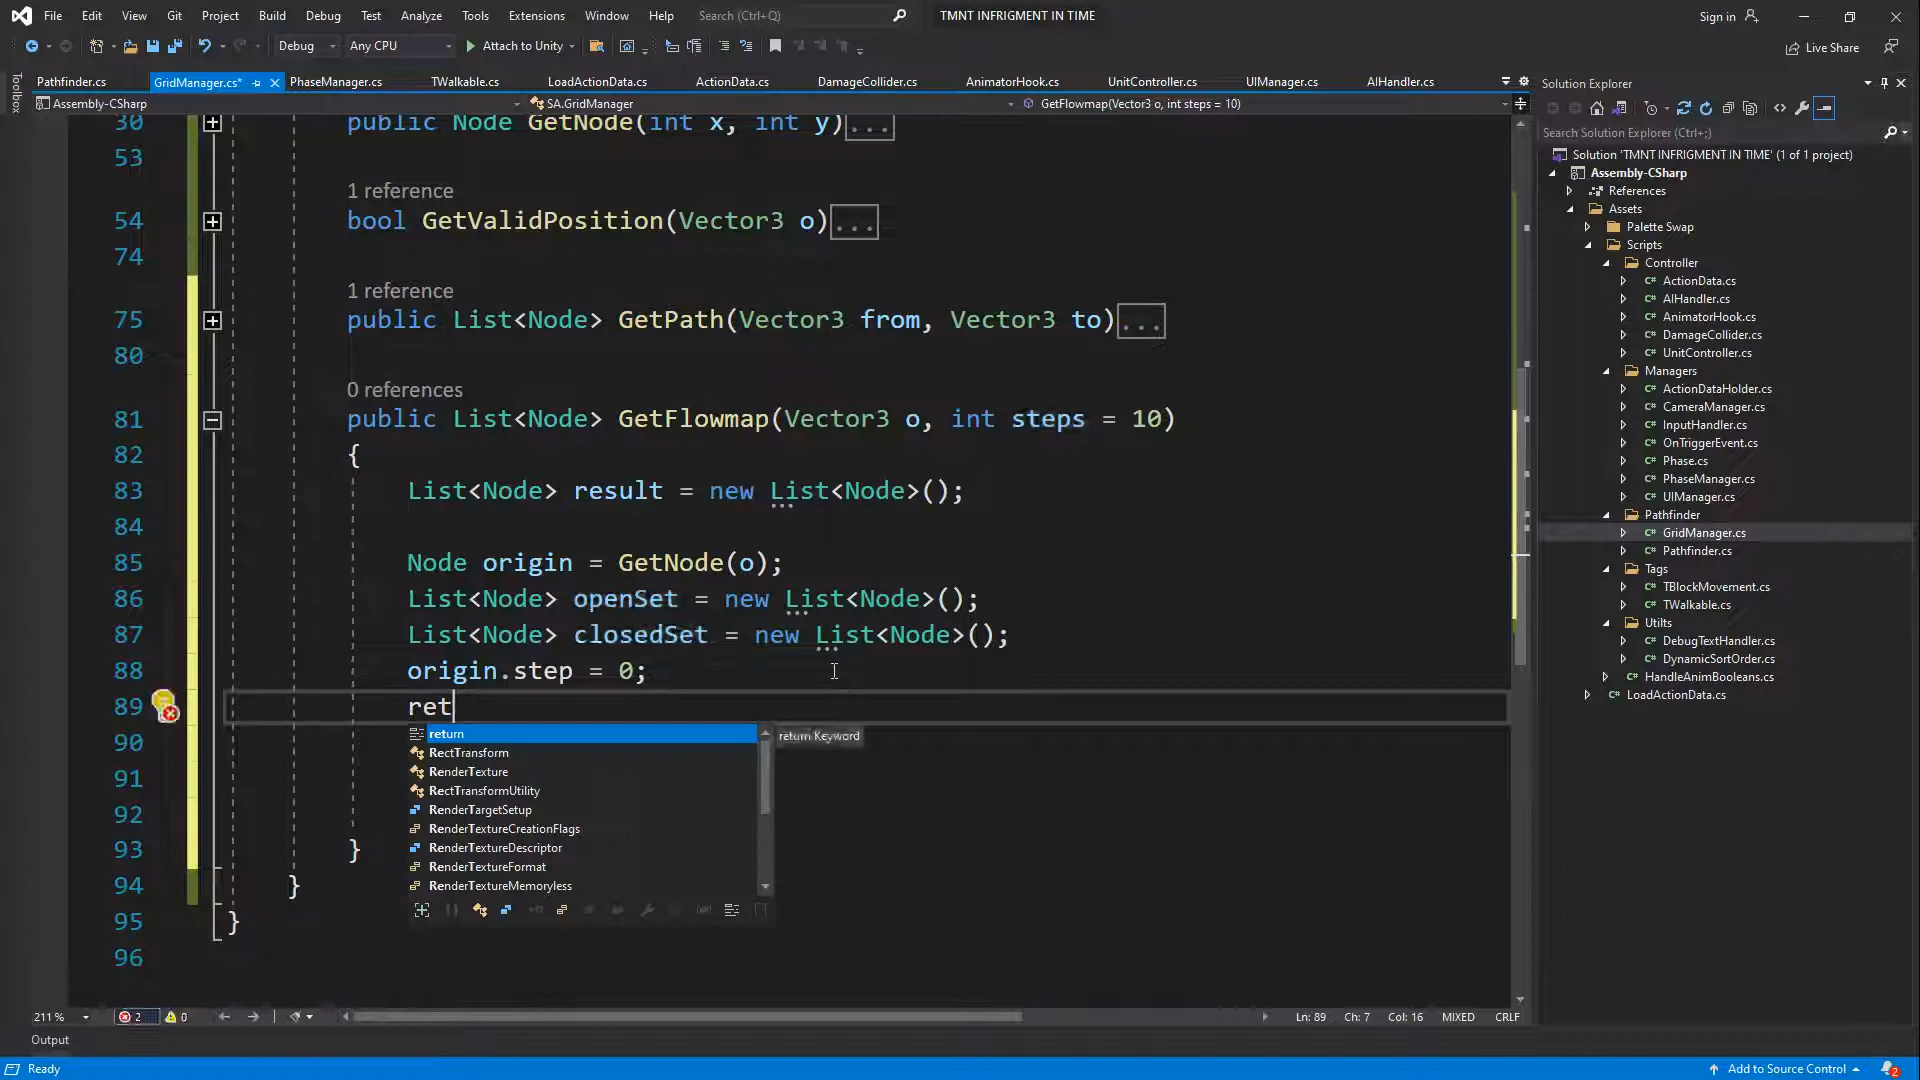 File Edit View Git Project Build Debug Test Analyze Tools Extensions Window Help Search (Ctrl+Q) TMNT INFRIGMENT IN TIME Sign in
Debug Any CPU Attach to Unity Live Share
Pathfinder.cs GridManager.cs* PhaseManager.cs TWalkable.cs LoadActionData.cs ActionData.cs DamageCollider.cs AnimatorHook.cs UnitController.cs UIManager.cs AIHandler.cs
Toolbox
Assembly-CSharp SA.GridManager GetFlowmap(Vector3 o, int steps = 10)
30 public Node GetNode(int x, int y)...
53
1 reference
54 bool GetValidPosition(Vector3 o)...
74
1 reference
75 public List<Node> GetPath(Vector3 from, Vector3 to)...
80
0 references
81 public List<Node> GetFlowmap(Vector3 o, int steps = 10)
82 {
83 List<Node> result = new List<Node>();
84
85 Node origin = GetNode(o);
86 List<Node> openSet = new List<Node>();
87 List<Node> closedSet = new List<Node>();
88 origin.step = 0;
89 ret
90
91
92
93 }
94 }
95 }
96
return
RectTransform
RenderTexture
RectTransformUtility
RenderTargetSetup
RenderTextureCreationFlags
RenderTextureDescriptor
RenderTextureFormat
RenderTextureMemoryless
return Keyword
211 % 2 0 Ln: 89 Ch: 7 Col: 16 MIXED CRLF
Output
Ready Add to Source Control 2
Solution Explorer
Search Solution Explorer (Ctrl+;)
Solution 'TMNT INFRIGMENT IN TIME' (1 of 1 project)
Assembly-CSharp
References
Assets
Palette Swap
Scripts
Controller
C# ActionData.cs
C# AIHandler.cs
C# AnimatorHook.cs
C# DamageCollider.cs
C# UnitController.cs
Managers
C# ActionDataHolder.cs
C# CameraManager.cs
C# InputHandler.cs
C# OnTriggerEvent.cs
C# Phase.cs
C# PhaseManager.cs
C# UIManager.cs
Pathfinder
C# GridManager.cs
C# Pathfinder.cs
Tags
C# TBlockMovement.cs
C# TWalkable.cs
Utilts
C# DebugTextHandler.cs
C# DynamicSortOrder.cs
C# HandleAnimBooleans.cs
C# LoadActionData.cs